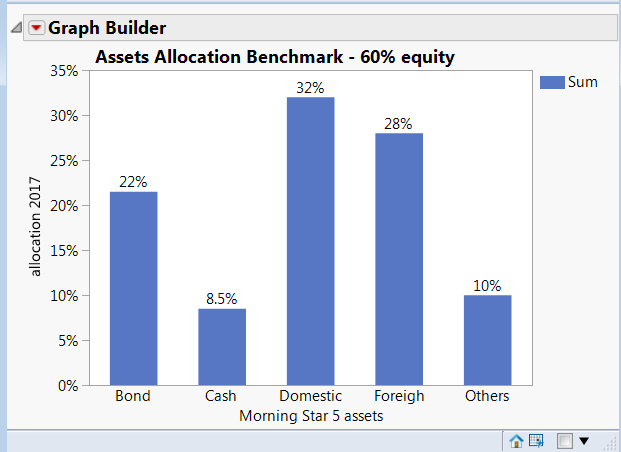 Graph Builder
Assets Allocation Benchmark - 60% equity
35%
30%
25%
20%
15%
10%
5%
0%
allocation 2017
22%
8.5%
32%
28%
10%
Sum
Bond
Cash
Domestic
Foreigh
Others
Morning Star 5 assets